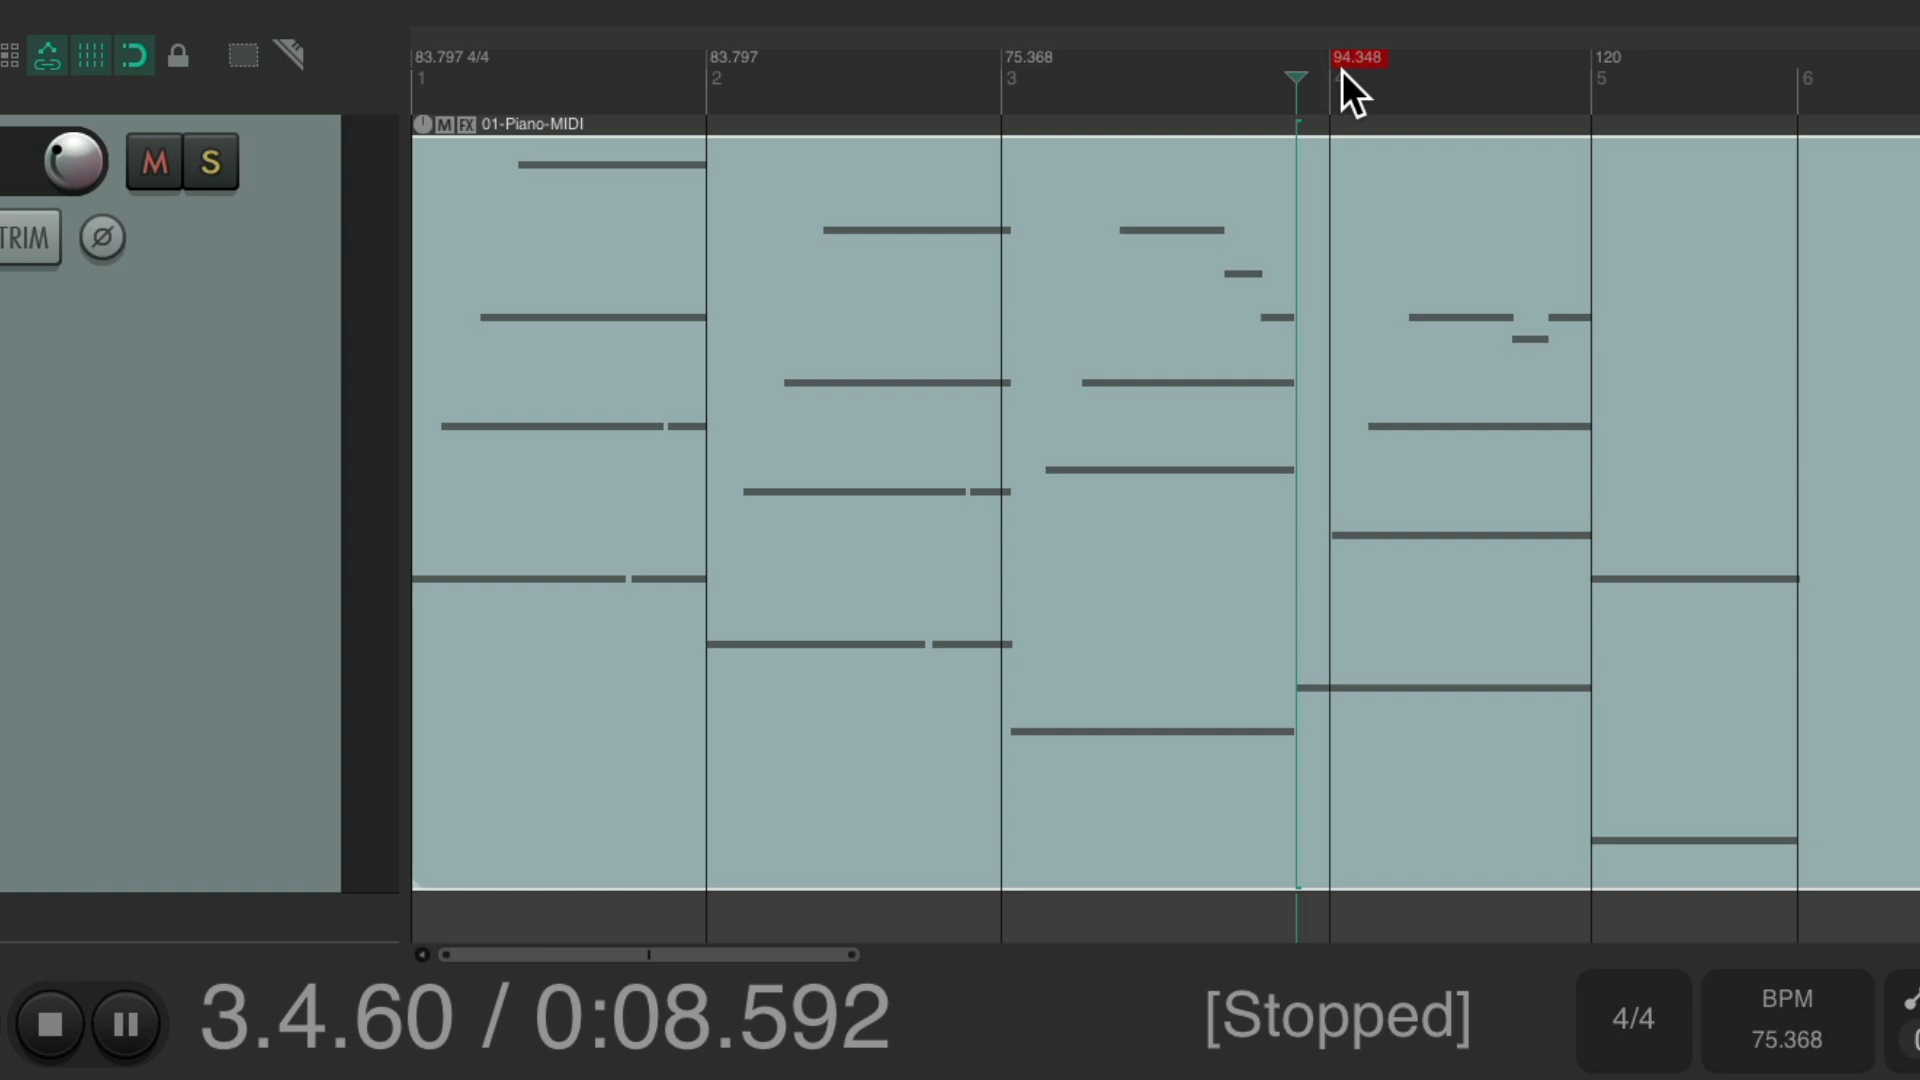 83.797 4/4 83.797 75.368 94.348 120
1 2 3 4 5 6
M FX 01-Piano-MIDI
M S
TRIM Ø
3.4.60 / 0:08.592 [Stopped] 4/4 BPM
75.368